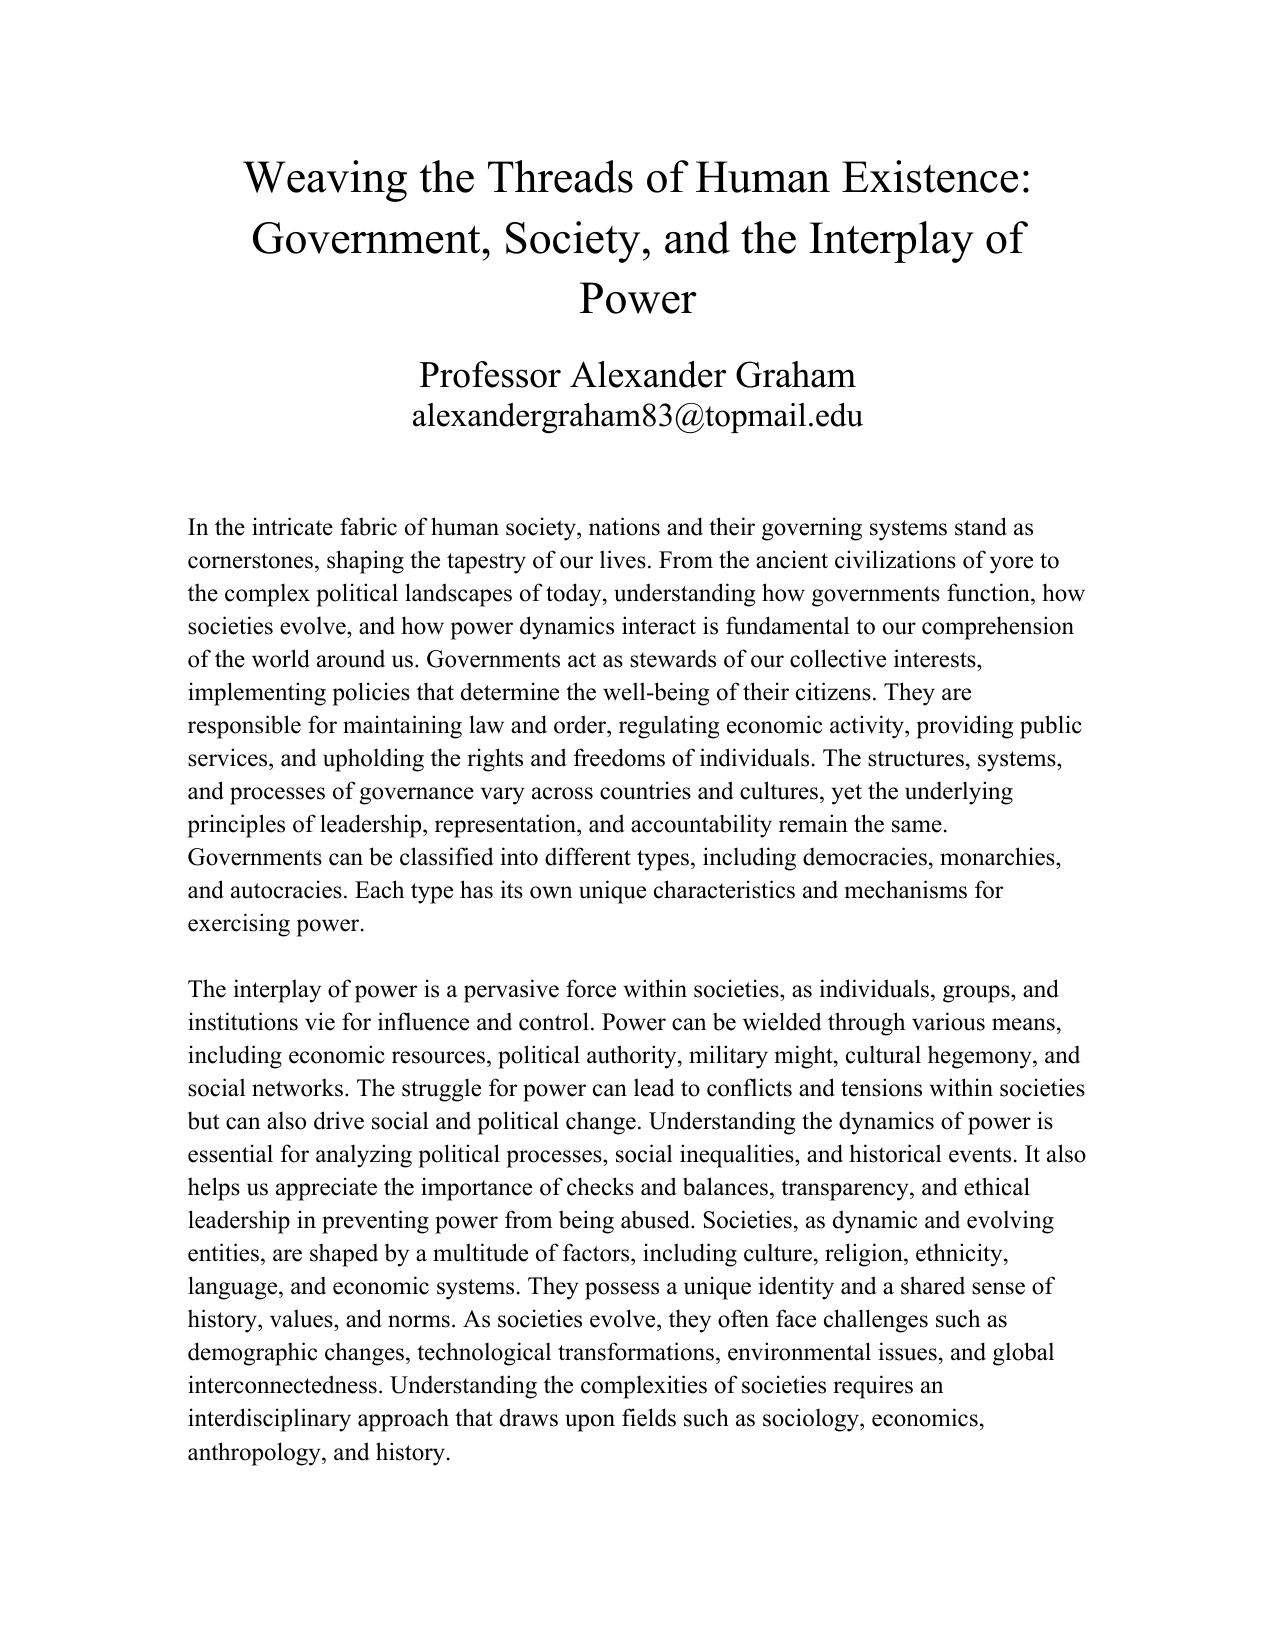 Weaving the Threads of Human Existence:
Government, Society, and the Interplay of
Power
Professor Alexander Graham
alexandergraham83@topmail.edu
In the intricate fabric of human society, nations and their governing systems stand as
cornerstones, shaping the tapestry of our lives. From the ancient civilizations of yore to
the complex political landscapes of today, understanding how governments function, how
societies evolve, and how power dynamics interact is fundamental to our comprehension
of the world around us. Governments act as stewards of our collective interests,
implementing policies that determine the well-being of their citizens. They are
responsible for maintaining law and order, regulating economic activity, providing public
services, and upholding the rights and freedoms of individuals. The structures, systems,
and processes of governance vary across countries and cultures, yet the underlying
principles of leadership, representation, and accountability remain the same.
Governments can be classified into different types, including democracies, monarchies,
and autocracies. Each type has its own unique characteristics and mechanisms for
exercising power.
The interplay of power is a pervasive force within societies, as individuals, groups, and
institutions vie for influence and control. Power can be wielded through various means,
including economic resources, political authority, military might, cultural hegemony, and
social networks. The struggle for power can lead to conflicts and tensions within societies
but can also drive social and political change. Understanding the dynamics of power is
essential for analyzing political processes, social inequalities, and historical events. It also
helps us appreciate the importance of checks and balances, transparency, and ethical
leadership in preventing power from being abused. Societies, as dynamic and evolving
entities, are shaped by a multitude of factors, including culture, religion, ethnicity,
language, and economic systems. They possess a unique identity and a shared sense of
history, values, and norms. As societies evolve, they often face challenges such as
demographic changes, technological transformations, environmental issues, and global
interconnectedness. Understanding the complexities of societies requires an
interdisciplinary approach that draws upon fields such as sociology, economics,
anthropology, and history.